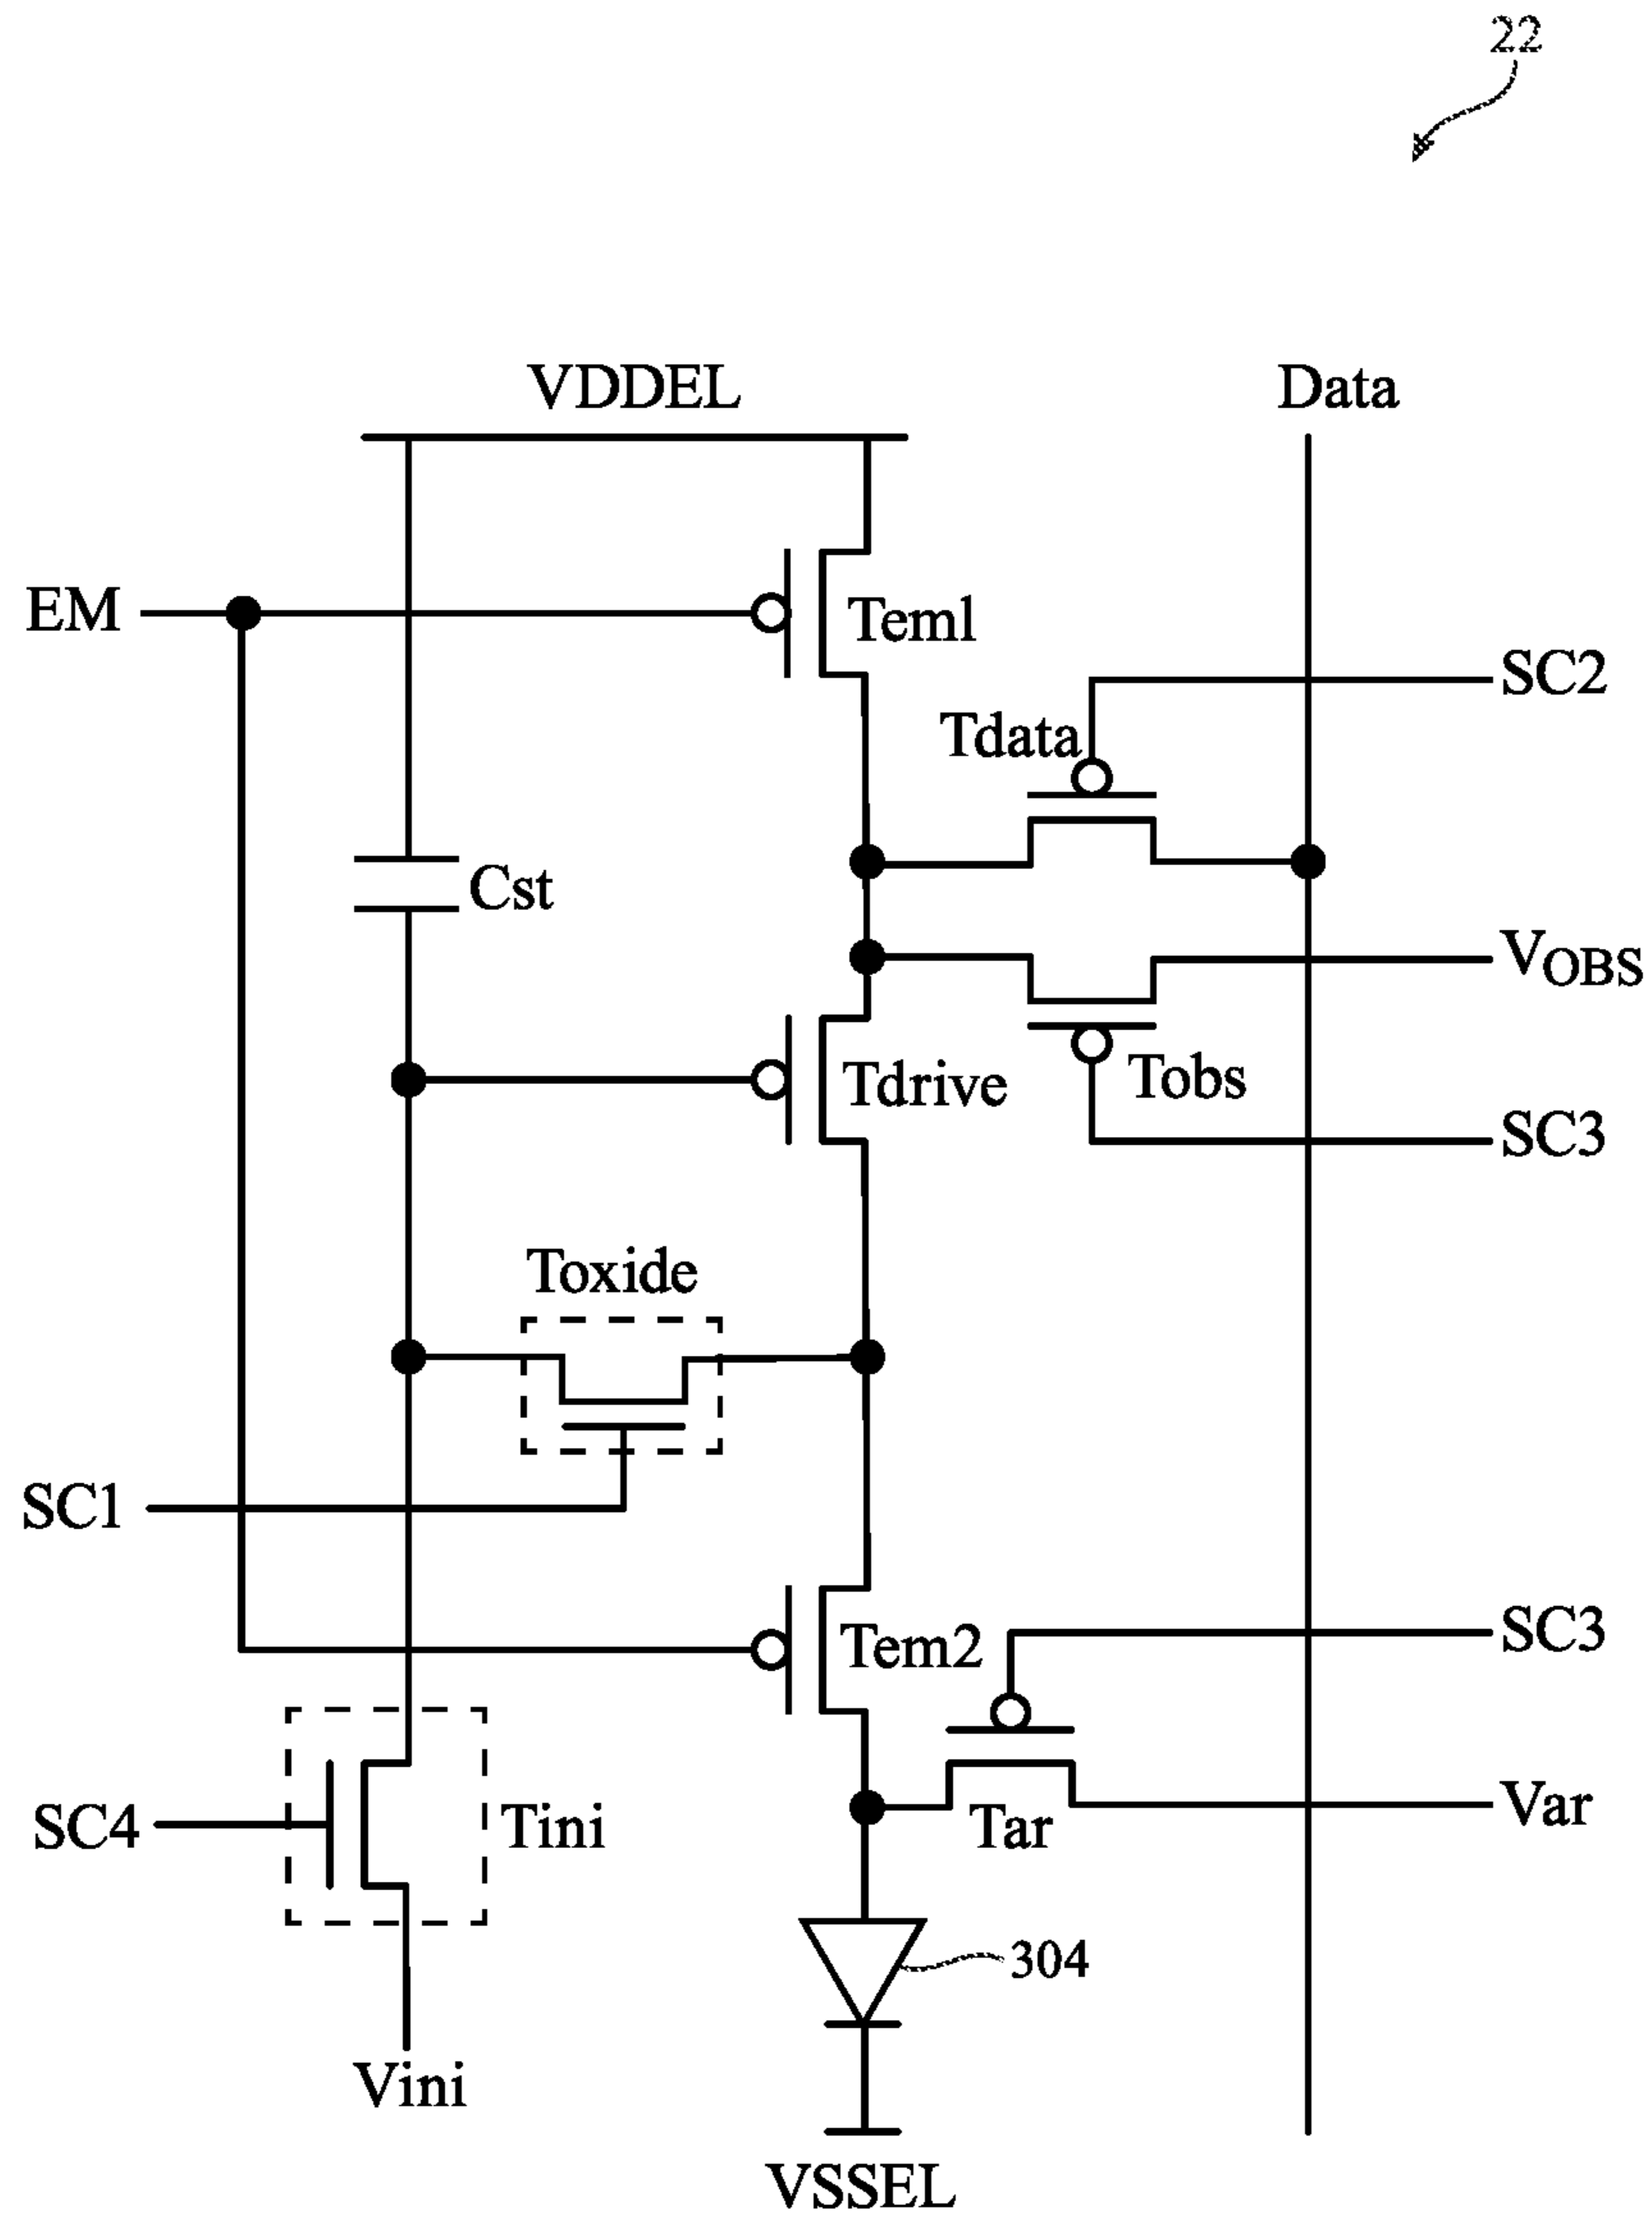 22
VDDEL
Data
EM
Teml
SC2
Tdata
Cst
VOBS
Tdrive
Tobs
SC3
Toxide
SC1
SC3
Tem2
Var
SC4
Tini
Tar
304
Vini
VSSEL